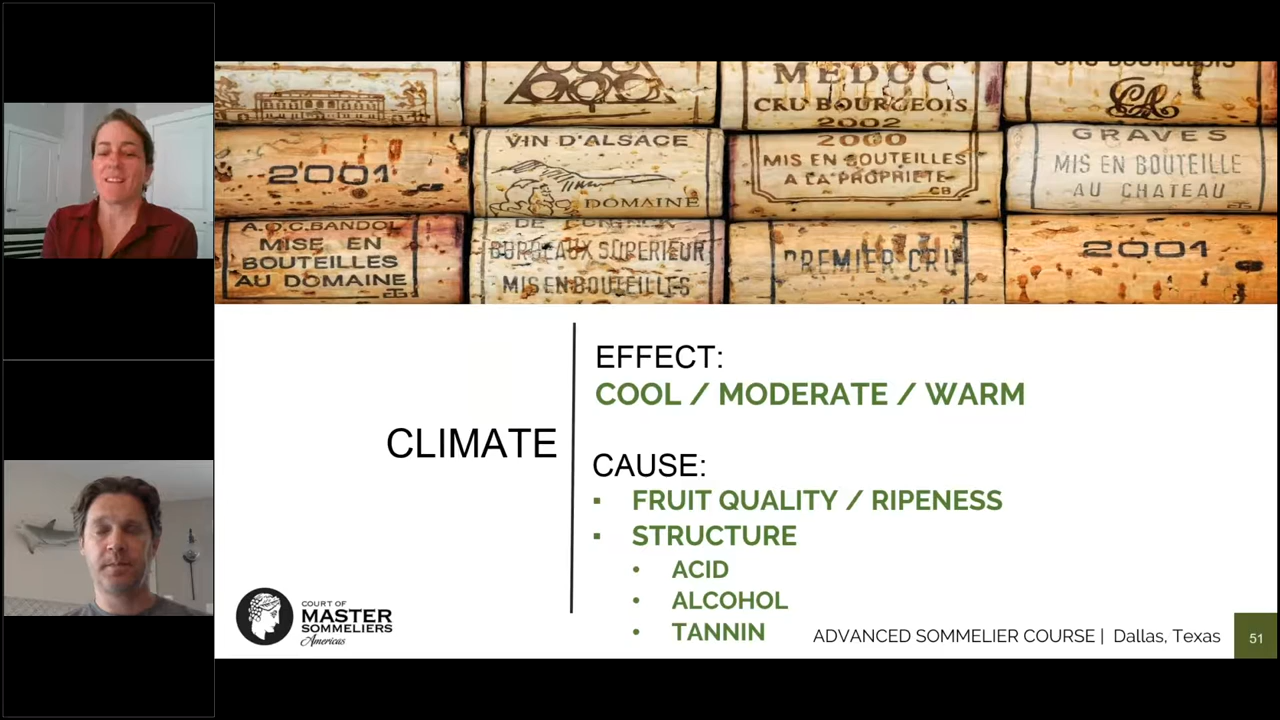 MEDOC
CRU BOURGEOIS
2002
CRU BOURGEOIS
2001
VIN D'ALSACE
DOMAINE
2000
MIS EN BOUTEILLES
A LA PROPRIETE
CB
GRAVES
MIS EN BOUTEILLE
AU CHATEAU
A.O.C. BANDOL
MISE EN
BOUTEILLES
AU DOMAINE
BORDEAUX SUPERIEUR
MIS EN BOUTEILLES
PREMIER CRU
2001
CLIMATE
EFFECT:
COOL / MODERATE / WARM
CAUSE:
▪ FRUIT QUALITY / RIPENESS
▪ STRUCTURE
• ACID
• ALCOHOL
• TANNIN
COURT OF
MASTER
SOMMELIERS
Americas
ADVANCED SOMMELIER COURSE | Dallas, Texas
51